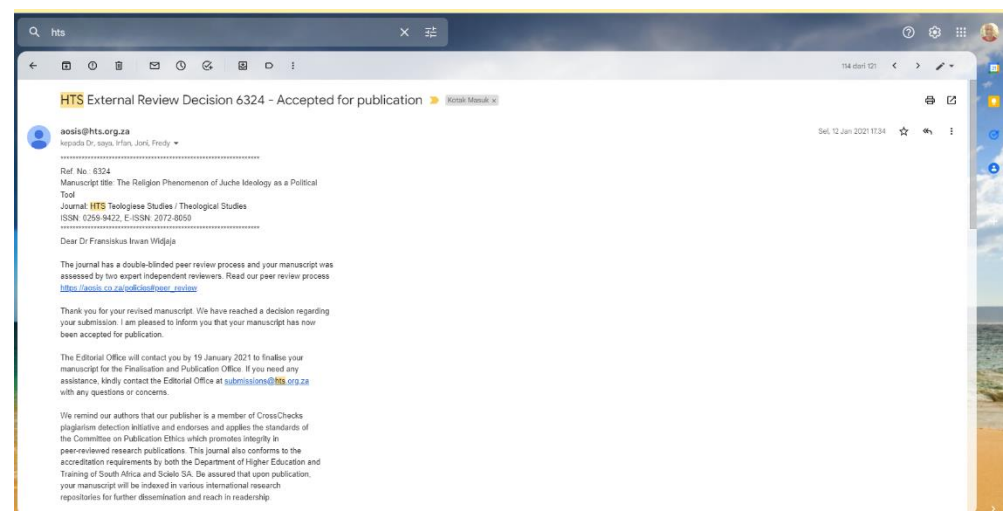 hts
114 dari 121
HTS External Review Decision 6324 - Accepted for publication
Kotak Masuk x
aosis@hts.org.za
Sel, 12 Jan 2021 11.34
kepada Dr, saya, Irfan, Joni, Fredy
************************************************************
Ref. No.: 6324
Manuscript title: The Religion Phenomenon of Juche Ideology as a Political
Tool
Journal: HTS Teologiese Studies / Theological Studies
ISSN: 0259-9422, E-ISSN: 2072-8050
************************************************************
Dear Dr Fransiskus Irwan Widjaja
The journal has a double-blinded peer review process and your manuscript was
assessed by two expert independent reviewers. Read our peer review process
https://aosis.co.za/policies#peer_review
Thank you for your revised manuscript. We have reached a decision regarding
your submission. I am pleased to inform you that your manuscript has now
been accepted for publication.
The Editorial Office will contact you by 19 January 2021 to finalise your
manuscript for the Finalisation and Publication Office. If you need any
assistance, kindly contact the Editorial Office at submissions@hts.org.za
with any questions or concerns.
We remind our authors that our publisher is a member of CrossChecks
plagiarism detection initiative and endorses and applies the standards of
the Committee on Publication Ethics which promotes integrity in
peer-reviewed research publications. This journal also conforms to the
accreditation requirements by both the Department of Higher Education and
Training of South Africa and Scielo SA. Be assured that upon publication,
your manuscript will be indexed in various international research
repositories for further dissemination and reach in readership